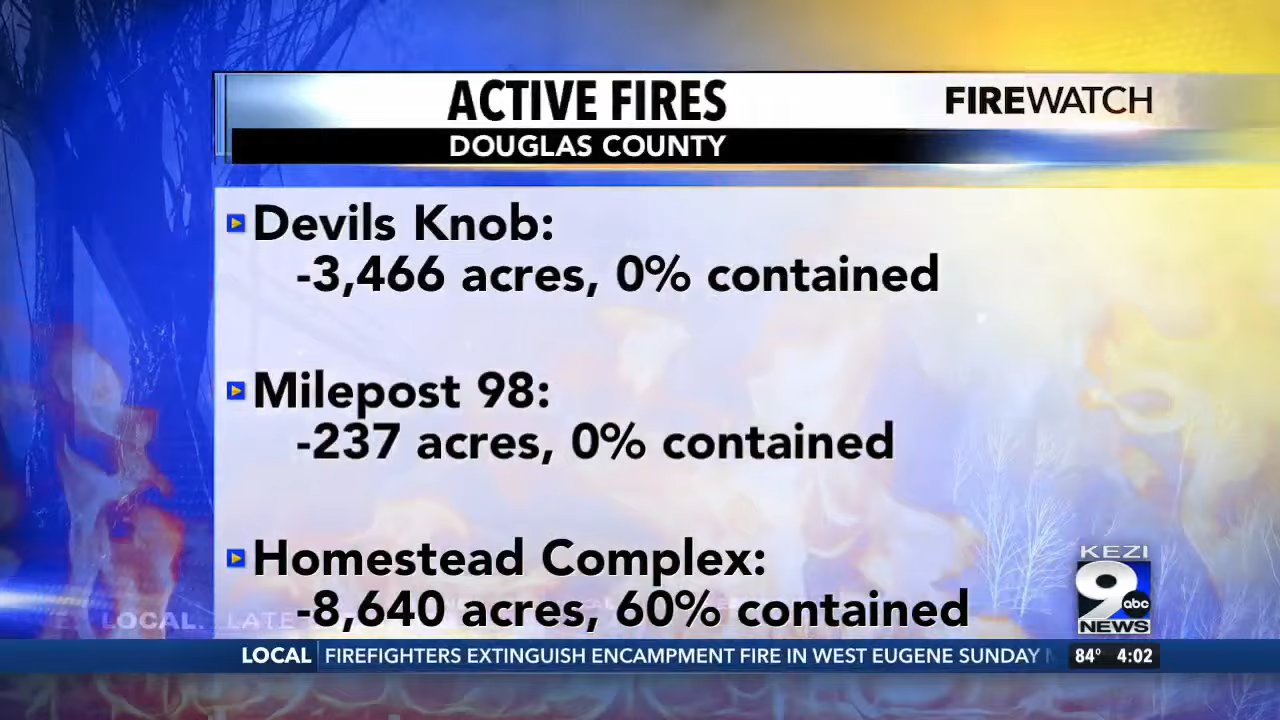 ACTIVE FIRES
FIREWATCH
DOUGLAS COUNTY
Devils Knob:
-3,466 acres, 0% contained
Milepost 98:
-237 acres, 0% contained
Homestead Complex:
-8,640 acres, 60% contained
KEZI
9
abc
NEWS
LOCAL. LATE
LOCAL FIREFIGHTERS EXTINGUISH ENCAMPMENT FIRE IN WEST EUGENE SUNDAY
84° 4:02